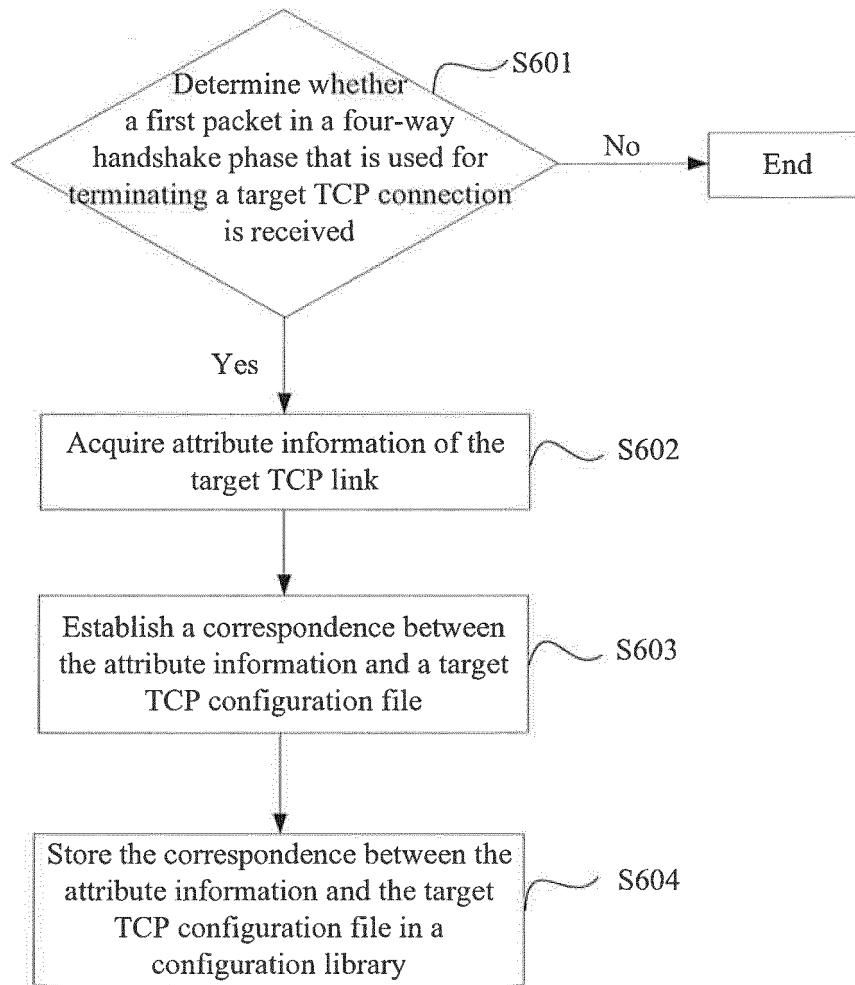 S601
Determine whether
a first packet in a four-way
handshake phase that is used for
terminating a target TCP connection
is received
No
End
Yes
Acquire attribute information of the
target TCP link
S602
Establish a correspondence between
the attribute information and a target
TCP configuration file
S603
Store the correspondence between the
attribute information and the target
TCP configuration file in a
configuration library
S604